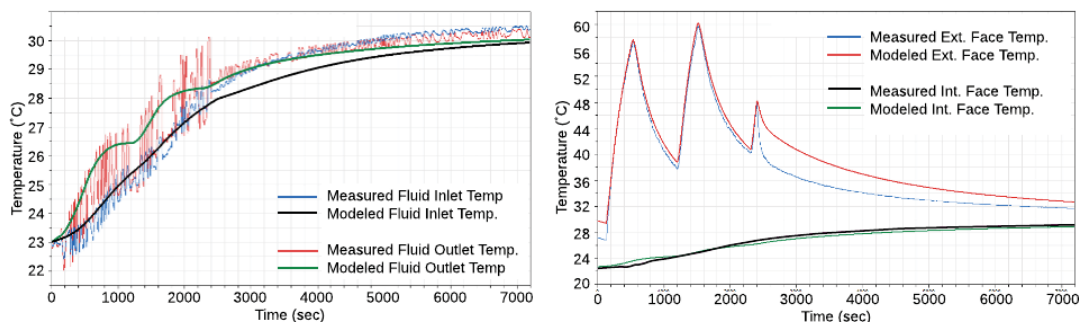 30
29
28
26
25
24
23
22
Temperature (°C)
Measured Fluid Inlet Temp
Modeled Fluid Inlet Temp.
Measured Fluid Outlet Temp.
Modeled Fluid Outlet Temp
0 1000 2000 3000 4000 5000 6000 7000
Time (sec)
60
56
52
48
44
40
36
32
28
24
20
Temperature (°C)
Measured Ext. Face Temp.
Modeled Ext. Face Temp.
Measured Int. Face Temp.
Modeled Int. Face Temp.
0 1000 2000 3000 4000 5000 6000 7000
Time (sec)